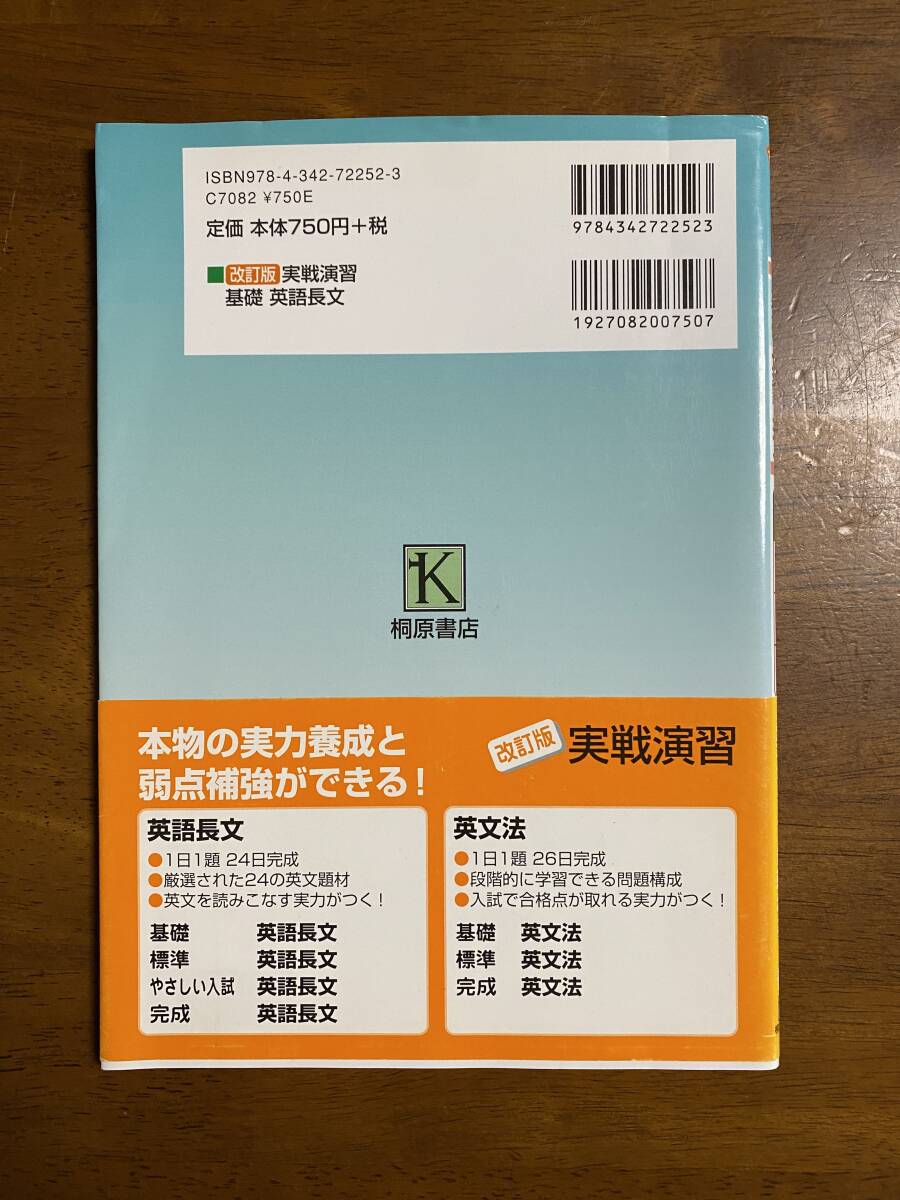 ISBN978-4-342-72252-3
C7082 ¥750E
定価 本体750円+税
■改訂版 実戦演習
基礎 英語長文
9784342722523
1927082007507
K
桐原書店
本物の実力養成と
弱点補強ができる!
改訂版 実戦演習
英語長文
●1日1題 24日完成
●厳選された24の英文題材
●英文を読みこなす実力がつく!
基礎 英語長文
標準 英語長文
やさしい入試 英語長文
完成 英語長文
英文法
●1日1題 26日完成
●段階的に学習できる問題構成
●入試で合格点が取れる実力がつく!
基礎 英文法
標準 英文法
完成 英文法